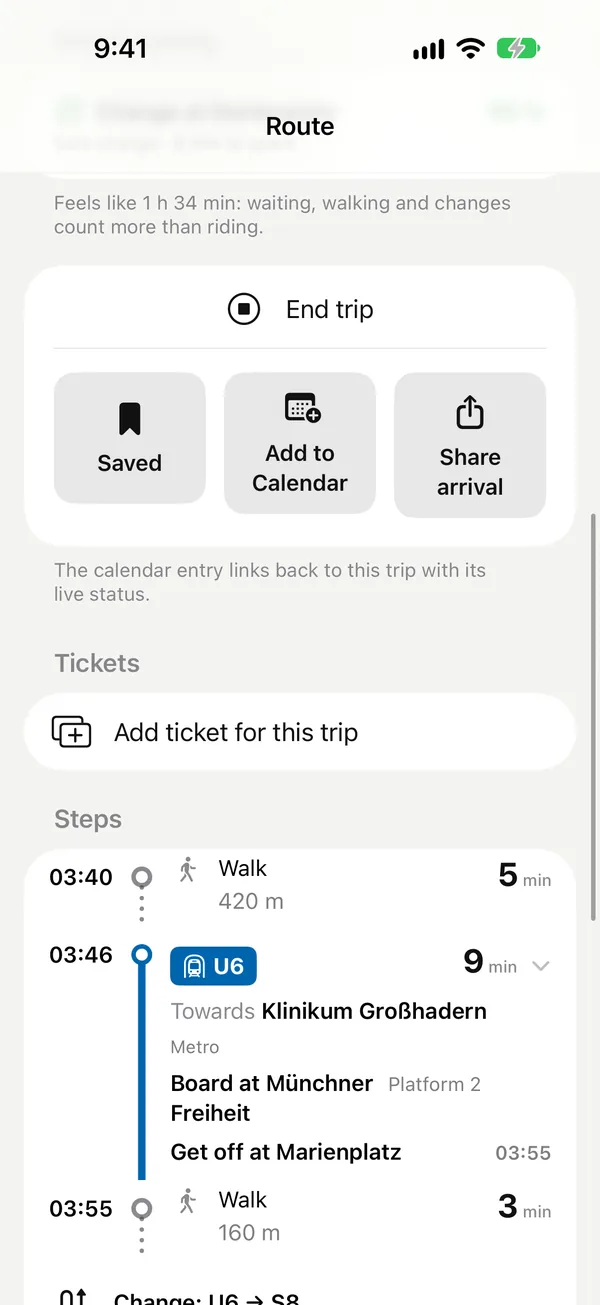 9:41
Route
Feels like 1 h 34 min: waiting, walking and changes
count more than riding.
End trip
Saved
Add to
Calendar
Share
arrival
The calendar entry links back to this trip with its
live status.
Tickets
Add ticket for this trip
Steps
03:40 Walk 5 min
420 m
03:46 U6 9 min
Towards Klinikum Großhadern
Metro
Board at Münchner Platform 2
Freiheit
Get off at Marienplatz 03:55
03:55 Walk 3 min
160 m
Change: U6 → S8